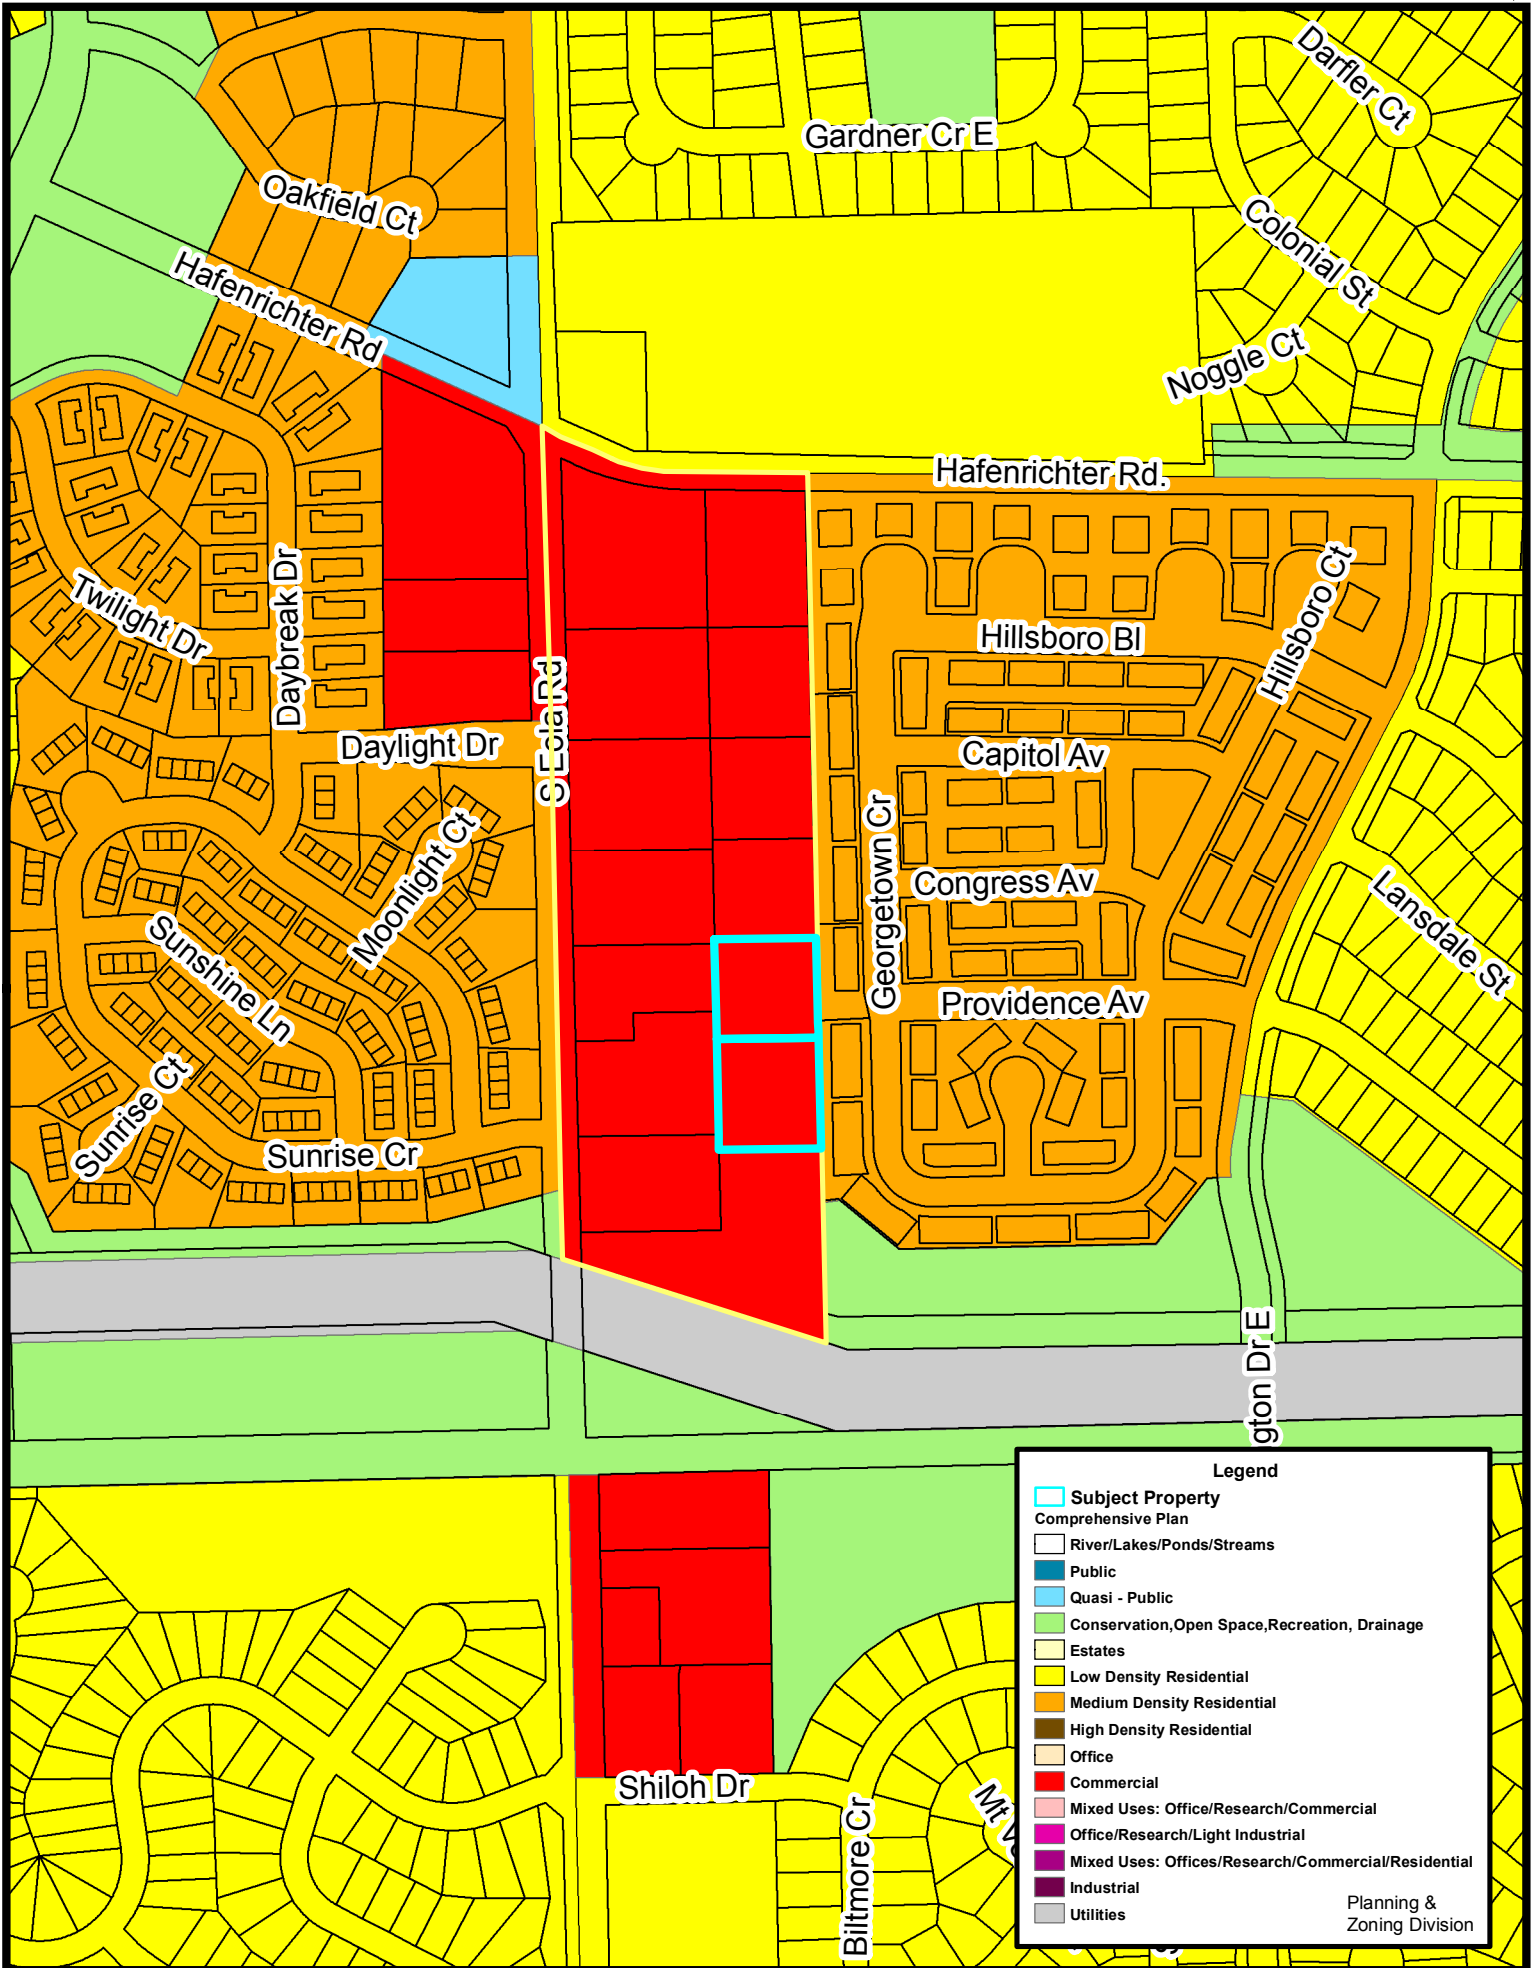 Darfler Ct
Gardner Cr E
Oakfield Ct
Colonial St
Hafenrichter Rd
Noggle Ct
Hafenrichter Rd.
Twilight Dr
Daybreak Dr
Hillsboro Bl
Hillsboro Ct
S Eola Rd
Daylight Dr
Capitol Av
Moonlight Ct
Georgetown Cr
Congress Av
Lansdale St
Sunshine Ln
Providence Av
Sunrise Ct
Sunrise Cr
gton Dr E
Shiloh Dr
Biltmore Cr
Mt
Legend
Subject Property
Comprehensive Plan
River/Lakes/Ponds/Streams
Public
Quasi - Public
Conservation,Open Space,Recreation, Drainage
Estates
Low Density Residential
Medium Density Residential
High Density Residential
Office
Commercial
Mixed Uses: Office/Research/Commercial
Office/Research/Light Industrial
Mixed Uses: Offices/Research/Commercial/Residential
Industrial
Utilities
Planning &
Zoning Division